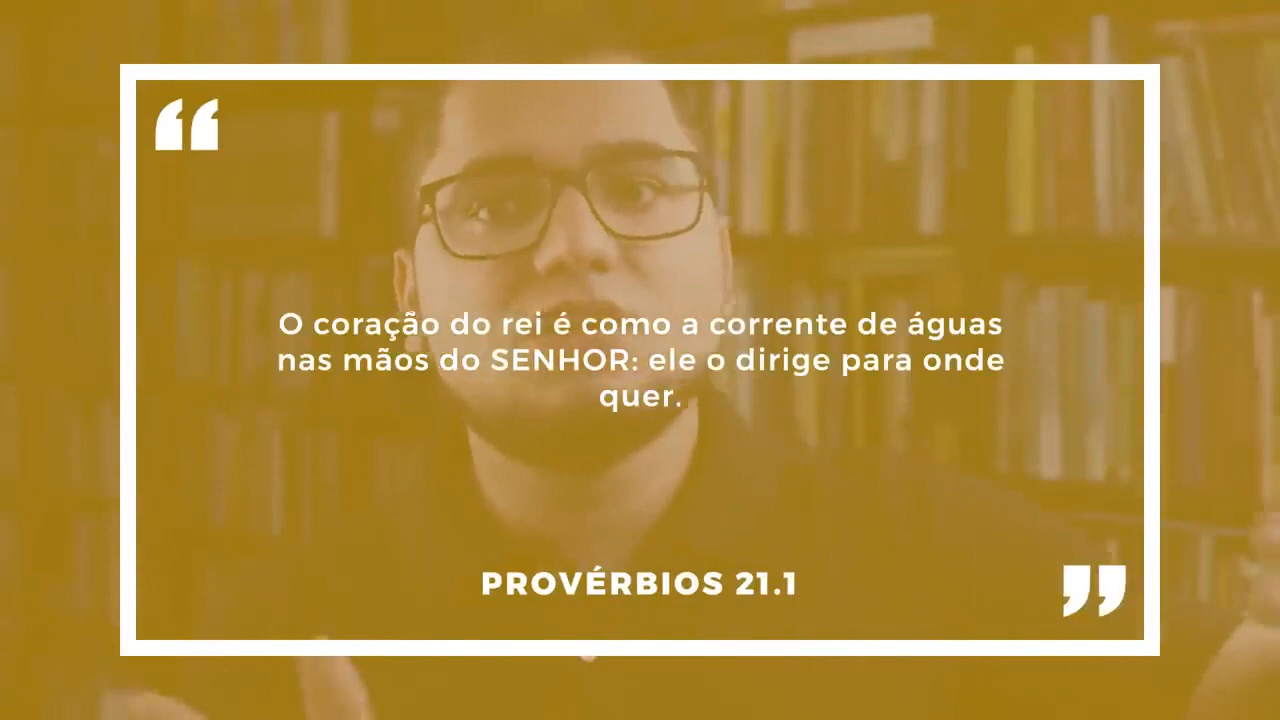 “
O coração do rei é como a corrente de águas
nas mãos do SENHOR: ele o dirige para onde
quer.
PROVÉRBIOS 21.1
”